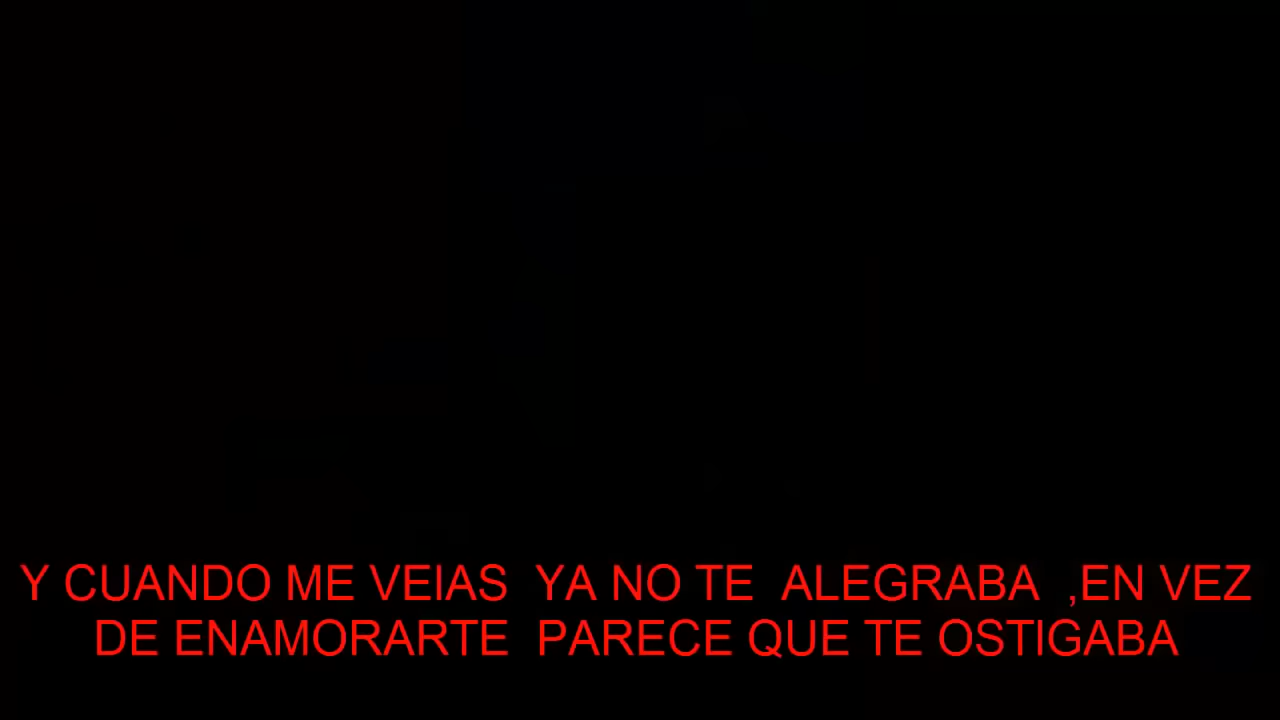 Y CUANDO ME VEIAS  YA NO TE  ALEGRABA  ,EN VEZ
DE ENAMORARTE  PARECE QUE TE OSTIGABA